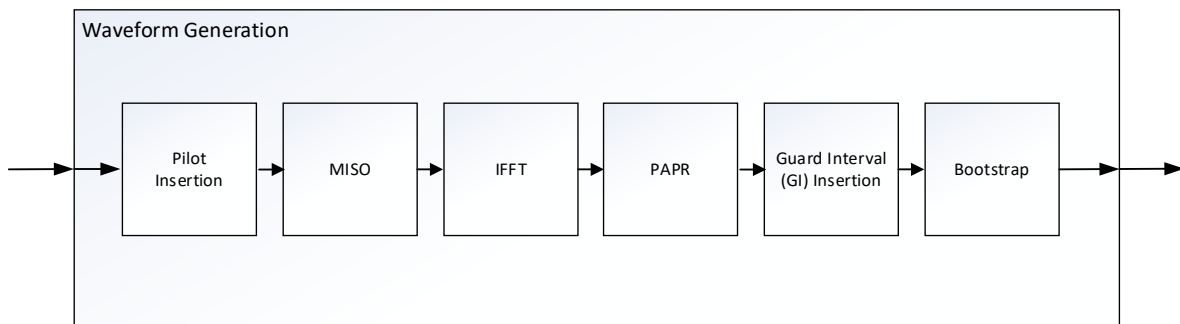 Waveform Generation
Pilot
Insertion
MISO
IFFT
PAPR
Guard Interval
(GI) Insertion
Bootstrap